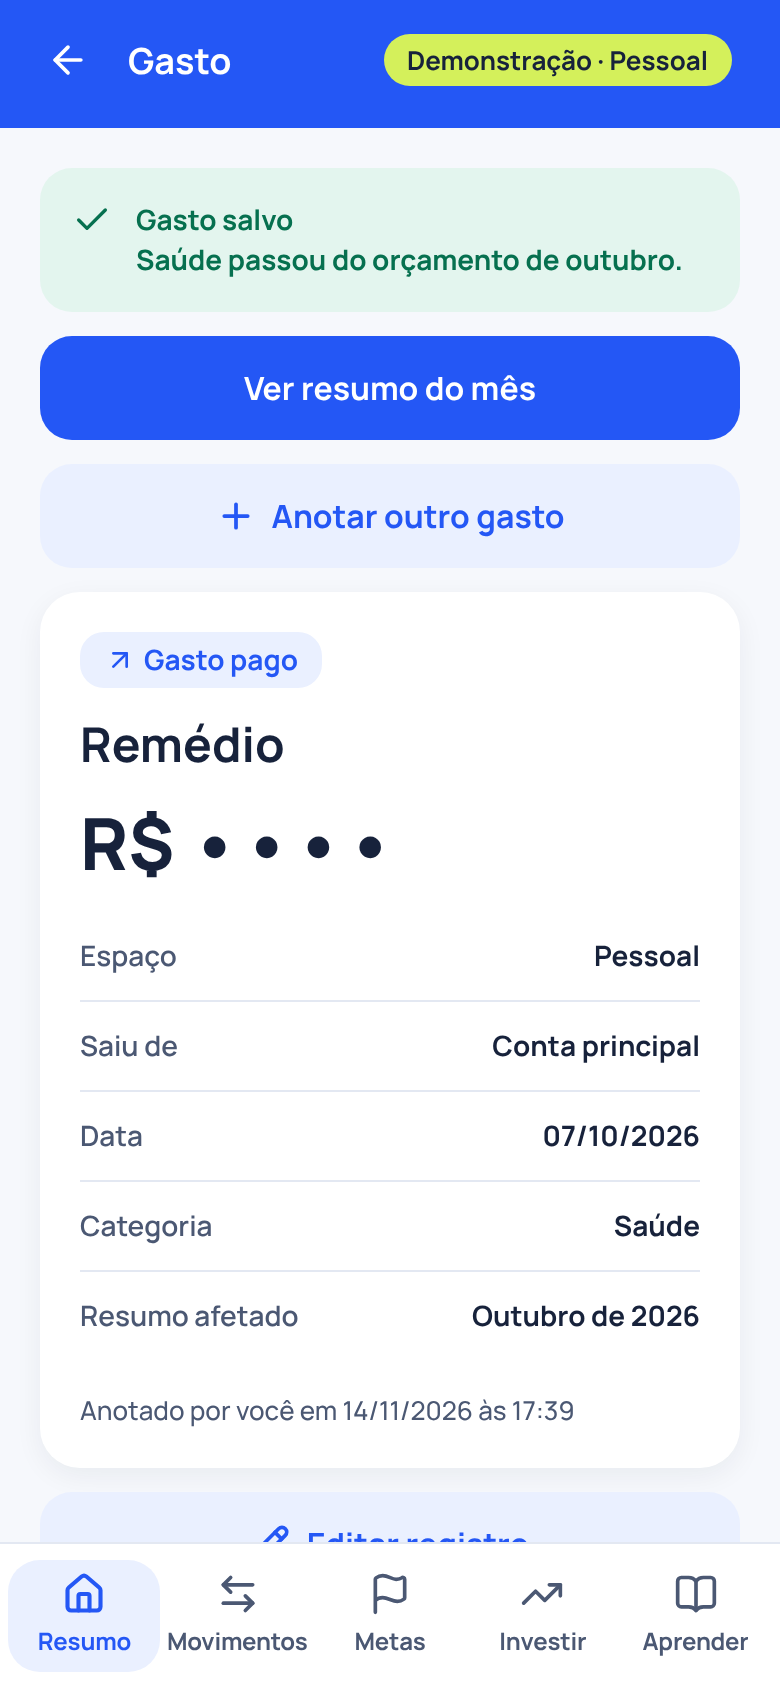 Gasto
Demonstração · Pessoal
Gasto salvo
Saúde passou do orçamento de outubro.
Ver resumo do mês
Anotar outro gasto
Gasto pago
Remédio
R$ • • • •
Espaço Pessoal
Saiu de Conta principal
Data 07/10/2026
Categoria Saúde
Resumo afetado Outubro de 2026
Anotado por você em 14/11/2026 às 17:39
Editar registro
Resumo
Movimentos
Metas
Investir
Aprender